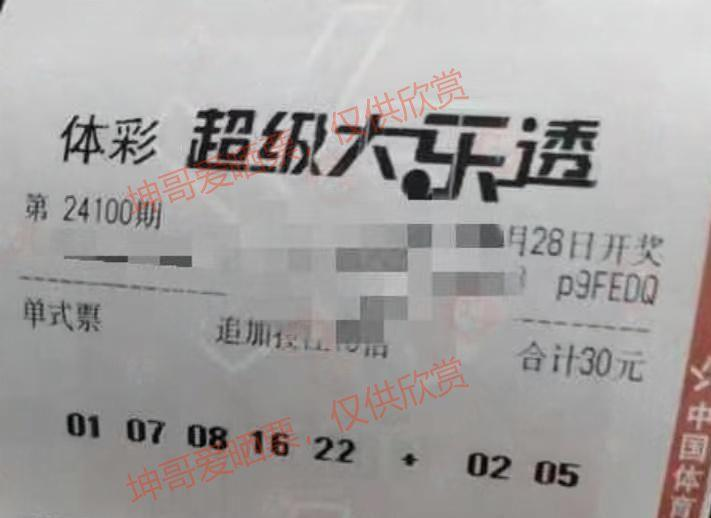 体彩 超级大乐透
坤哥爱晒票,仅供欣赏
第 24100期
月28日开奖
p9FEDQ
单式票 追加 合计30元
01 07 08 16 22 + 02 05
坤哥爱晒票,仅供欣赏
中国体育